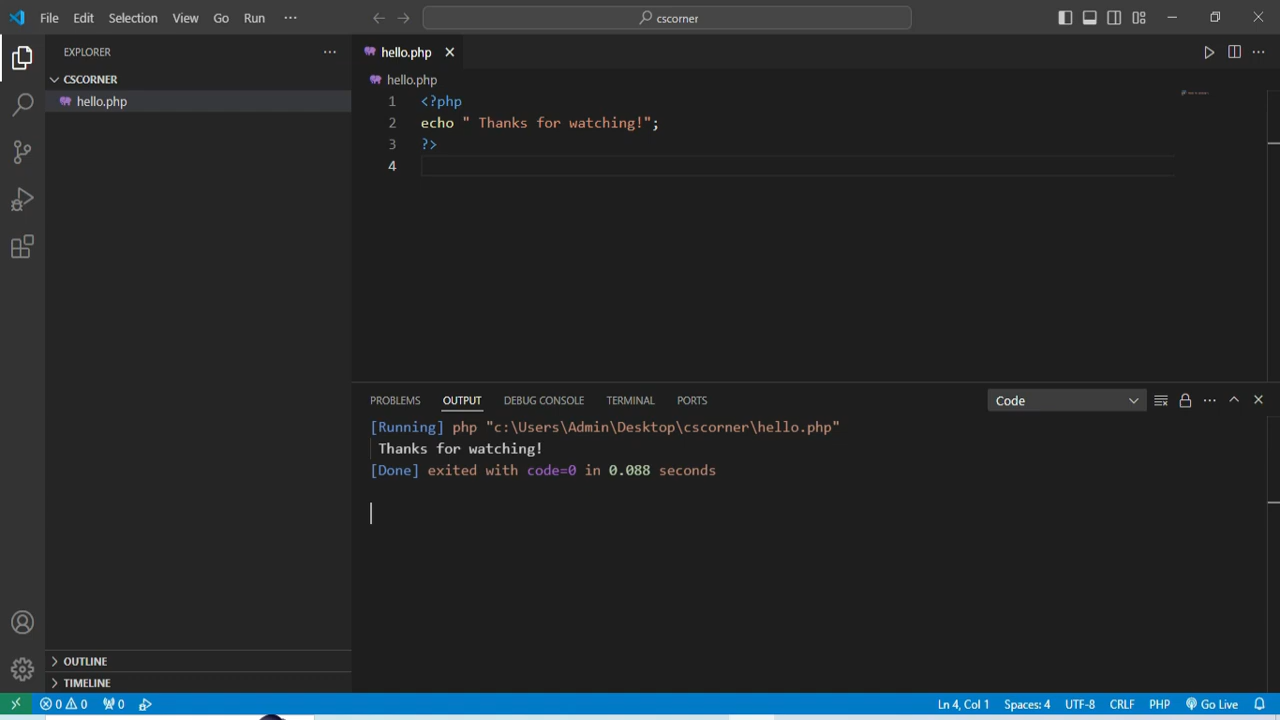 File Edit Selection View Go Run ···
cscorner
EXPLORER ···
CSCORNER
hello.php
hello.php
hello.php
1 <?php
2 echo " Thanks for watching!";
3 ?>
4
PROBLEMS OUTPUT DEBUG CONSOLE TERMINAL PORTS
Code
[Running] php "c:\Users\Admin\Desktop\cscorner\hello.php"
Thanks for watching!
[Done] exited with code=0 in 0.088 seconds
OUTLINE
TIMELINE
0 0 0 Ln 4, Col 1 Spaces: 4 UTF-8 CRLF PHP Go Live